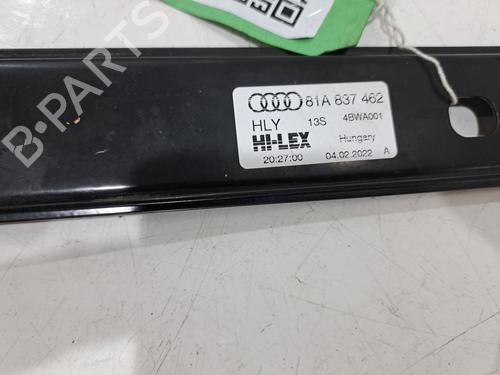 81A 837 462
HLY 13S 4BWA001
HI-LEX Hungary
20:27:00 04.02.2022 A
B-PARTS